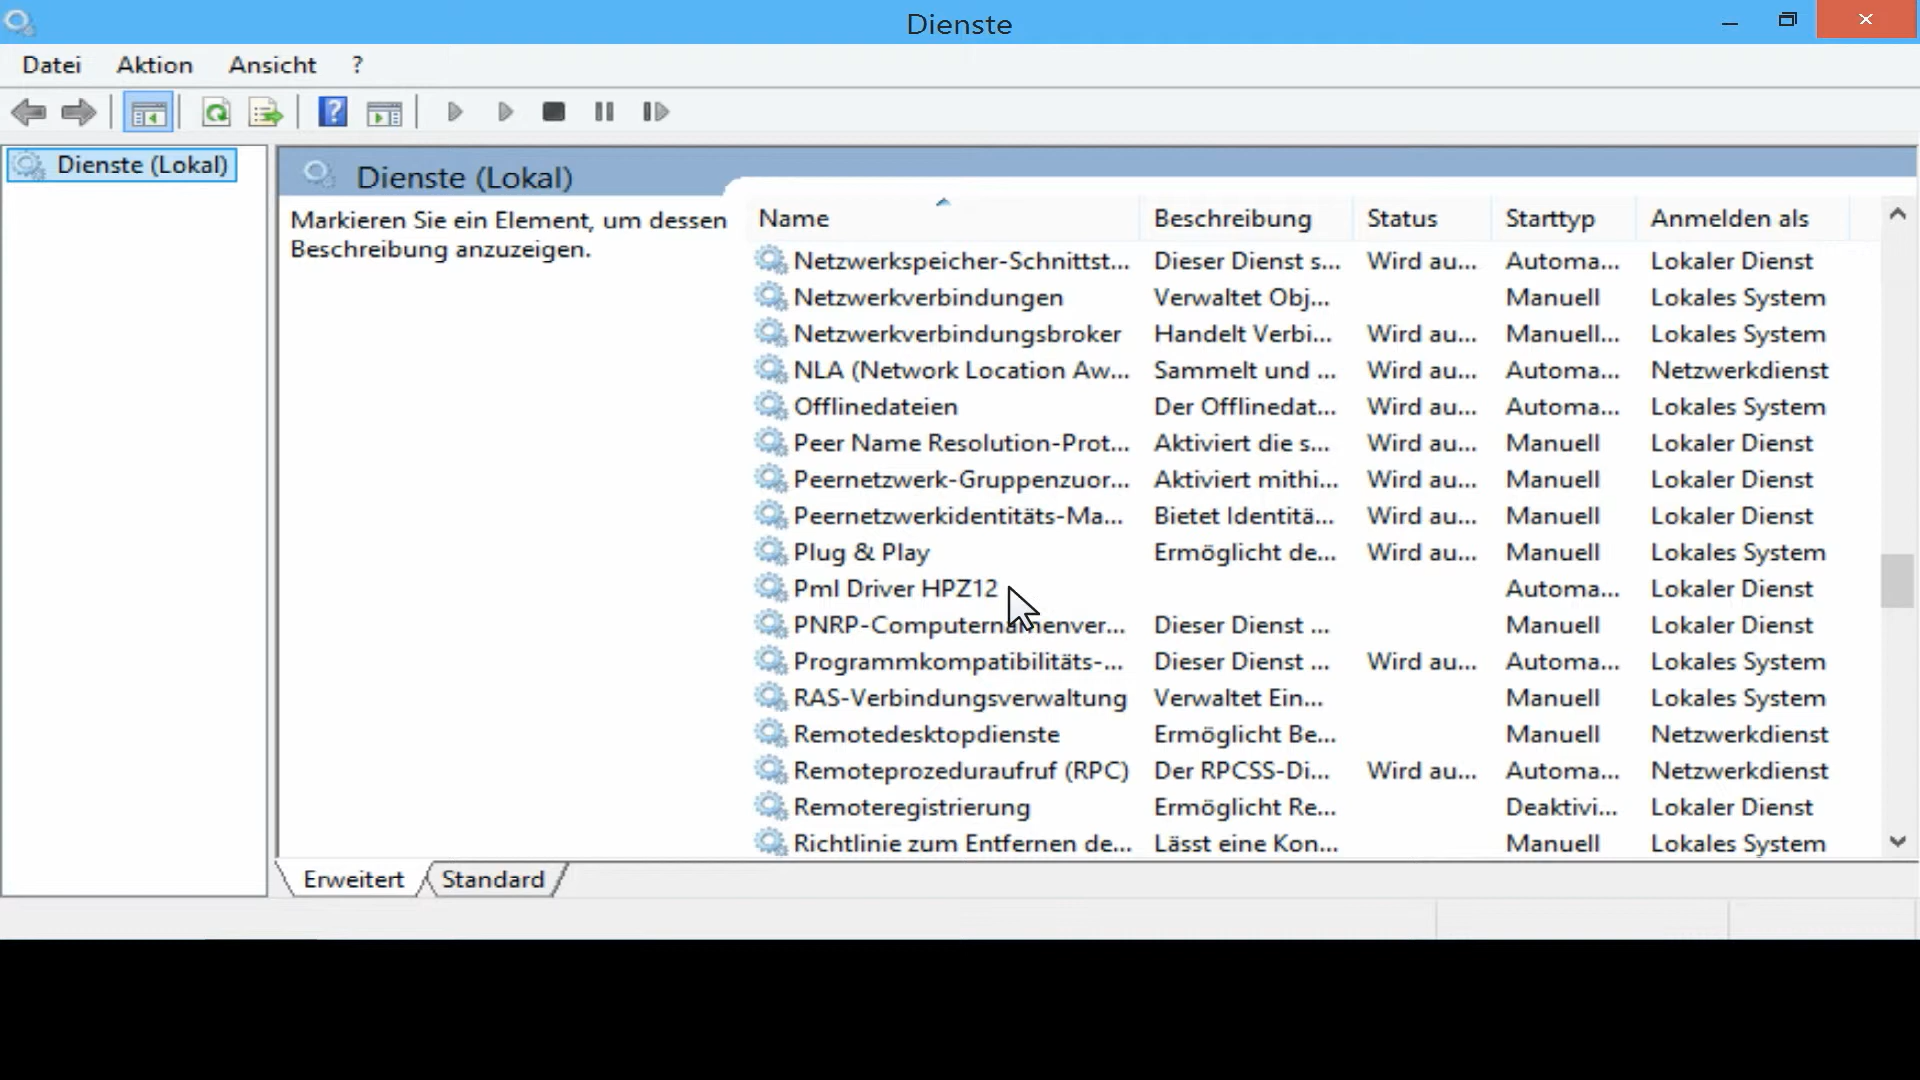 Dienste
Datei Aktion Ansicht ?
Dienste (Lokal)
Dienste (Lokal)
Markieren Sie ein Element, um dessen
Beschreibung anzuzeigen.
Name Beschreibung Status Starttyp Anmelden als
Netzwerkspeicher-Schnittst... Dieser Dienst s... Wird au... Automa... Lokaler Dienst
Netzwerkverbindungen Verwaltet Obj... Manuell Lokales System
Netzwerkverbindungsbroker Handelt Verbi... Wird au... Manuell... Lokales System
NLA (Network Location Aw... Sammelt und ... Wird au... Automa... Netzwerkdienst
Offlinedateien Der Offlinedat... Wird au... Automa... Lokales System
Peer Name Resolution-Prot... Aktiviert die s... Wird au... Manuell Lokaler Dienst
Peernetzwerk-Gruppenzuor... Aktiviert mithi... Wird au... Manuell Lokaler Dienst
Peernetzwerkidentitäts-Ma... Bietet Identitä... Wird au... Manuell Lokaler Dienst
Plug & Play Ermöglicht de... Wird au... Manuell Lokales System
Pml Driver HPZ12 Automa... Lokaler Dienst
PNRP-Computernamenver... Dieser Dienst ... Manuell Lokaler Dienst
Programmkompatibilitäts-... Dieser Dienst ... Wird au... Automa... Lokales System
RAS-Verbindungsverwaltung Verwaltet Ein... Manuell Lokales System
Remotedesktopdienste Ermöglicht Be... Manuell Netzwerkdienst
Remoteprozeduraufruf (RPC) Der RPCSS-Di... Wird au... Automa... Netzwerkdienst
Remoteregistrierung Ermöglicht Re... Deaktivi... Lokaler Dienst
Richtlinie zum Entfernen de... Lässt eine Kon... Manuell Lokales System
Erweitert Standard